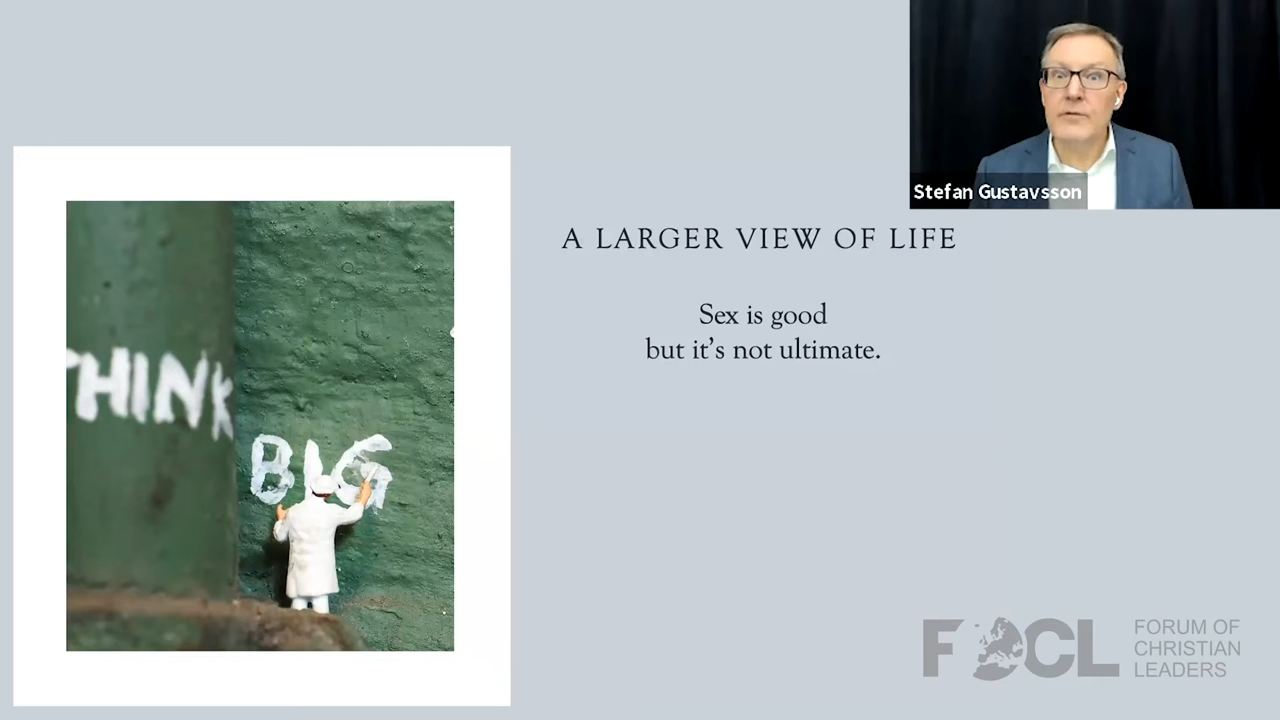 Stefan Gustavsson
A LARGER VIEW OF LIFE
Sex is good
but it’s not ultimate.
THINK
BIG
FOCL
FORUM OF
CHRISTIAN
LEADERS